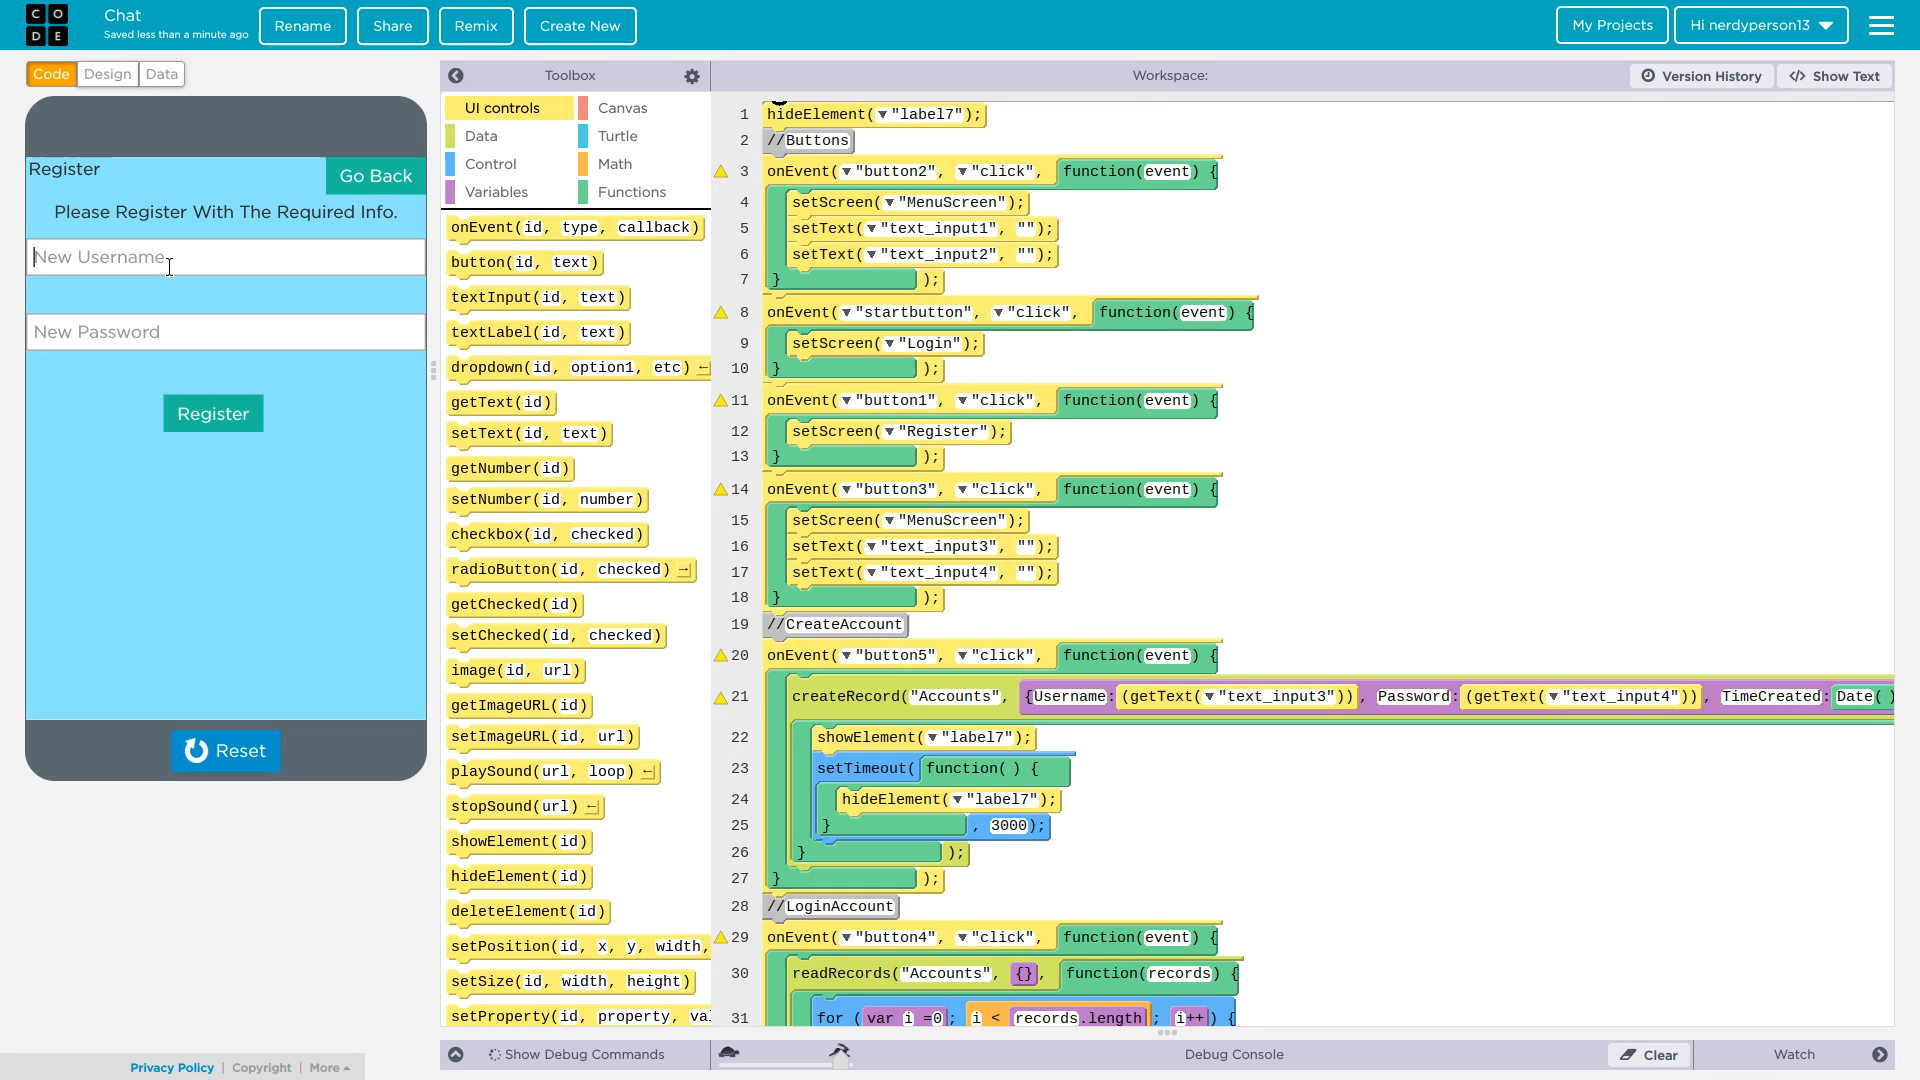 CODE
Chat
Saved less than a minute ago
Rename
Share
Remix
Create New
My Projects
Hi nerdyperson13
Code
Design
Data
Toolbox
Workspace:
Version History
</> Show Text
Register
Go Back
Please Register With The Required Info.
New Username
New Password
Register
Reset
UI controls
Canvas
Data
Turtle
Control
Math
Variables
Functions
onEvent(id, type, callback)
button(id, text)
textInput(id, text)
textLabel(id, text)
dropdown(id, option1, etc)
getText(id)
setText(id, text)
getNumber(id)
setNumber(id, number)
checkbox(id, checked)
radioButton(id, checked)
getChecked(id)
setChecked(id, checked)
image(id, url)
getImageURL(id)
setImageURL(id, url)
playSound(url, loop)
stopSound(url)
showElement(id)
hideElement(id)
deleteElement(id)
setPosition(id, x, y, width,
setSize(id, width, height)
setProperty(id, property, val
1 hideElement("label7");
2 //Buttons
3 onEvent("button2", "click", function(event) {
4 setScreen("MenuScreen");
5 setText("text_input1", "");
6 setText("text_input2", "");
7 } );
8 onEvent("startbutton", "click", function(event) {
9 setScreen("Login");
10 } );
11 onEvent("button1", "click", function(event) {
12 setScreen("Register");
13 } );
14 onEvent("button3", "click", function(event) {
15 setScreen("MenuScreen");
16 setText("text_input3", "");
17 setText("text_input4", "");
18 } );
19 //CreateAccount
20 onEvent("button5", "click", function(event) {
21 createRecord("Accounts", {Username:(getText("text_input3")), Password:(getText("text_input4")), TimeCreated:Date( )
22 showElement("label7");
23 setTimeout( function( ) {
24 hideElement("label7");
25 } , 3000);
26 } );
27 } );
28 //LoginAccount
29 onEvent("button4", "click", function(event) {
30 readRecords("Accounts", {}, function(records) {
31 for (var i =0; i < records.length; i++) {
Show Debug Commands
Debug Console
Clear
Watch
Privacy Policy | Copyright | More